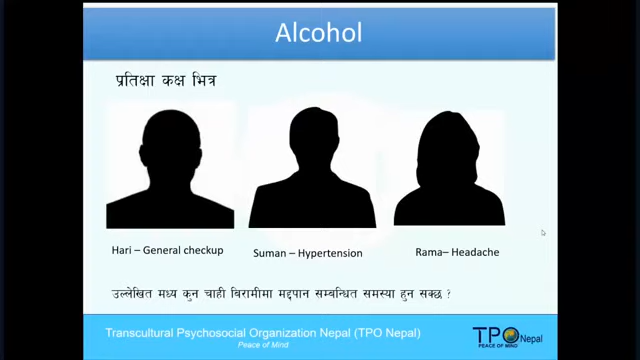 Alcohol
प्रतिक्षा कक्ष भित्र
Hari – General checkup
Suman – Hypertension
Rama– Headache
उल्लेखित मध्य कुन चाही बिरामीमा मद्दपान सम्बन्धित समस्या हुन सक्छ ?
Transcultural Psychosocial Organization Nepal (TPO Nepal)
Peace of Mind
TPO Nepal
PEACE OF MIND